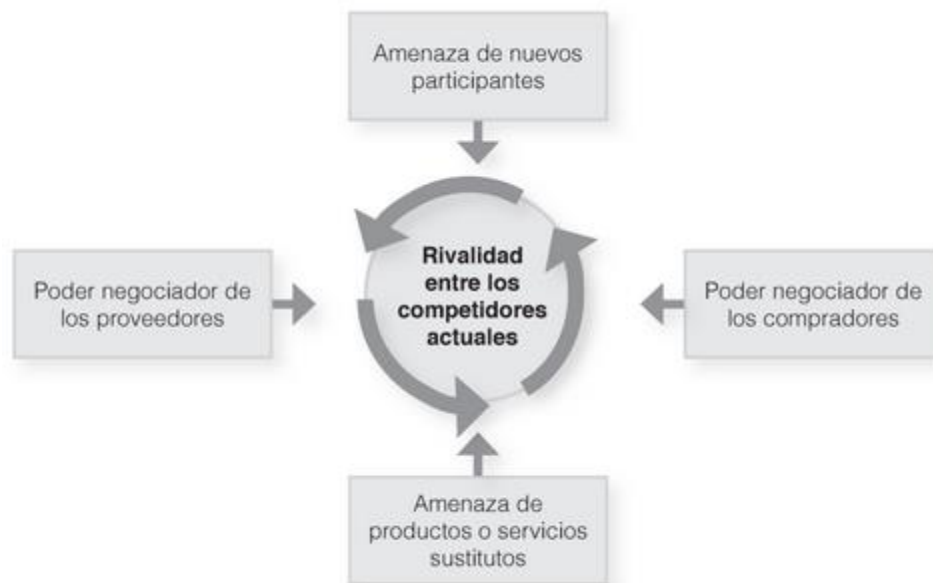 Amenaza de nuevos
participantes
Poder negociador de
los proveedores
Rivalidad
entre los
competidores
actuales
Poder negociador de
los compradores
Amenaza de
productos o servicios
sustitutos